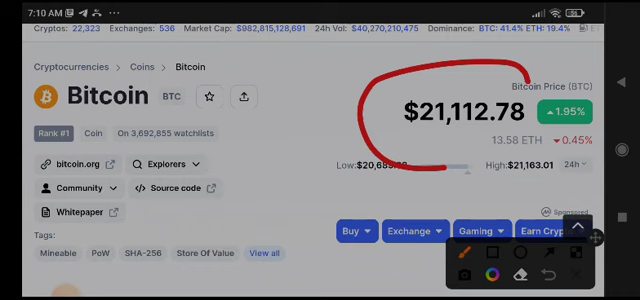 7:10 AM
Cryptos: 22,323 Exchanges: 536 Market Cap: $982,815,128,691 24h Vol: $40,270,210,475 Dominance: BTC: 41.4% ETH: 19.4%
Cryptocurrencies > Coins > Bitcoin
Bitcoin BTC
Bitcoin Price (BTC)
$21,112.78 1.95%
13.58 ETH 0.45%
Rank #1 Coin On 3,692,855 watchlists
Low: High:$21,163.01 24h
bitcoin.org Explorers
Community Source code
Whitepaper
Sponsored
Buy Exchange Gaming Earn
Tags:
Mineable PoW SHA-256 Store Of Value View all